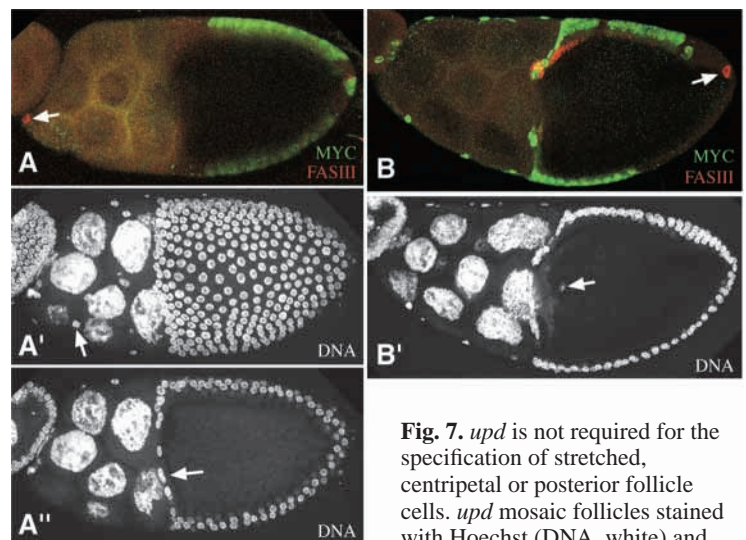 A
MYC
FASIII
B
MYC
FASIII
A'
DNA
B'
DNA
A"
DNA
Fig. 7. upd is not required for the
specification of stretched,
centripetal or posterior follicle
cells. upd mosaic follicles stained
with Hoechst (DNA, white) and